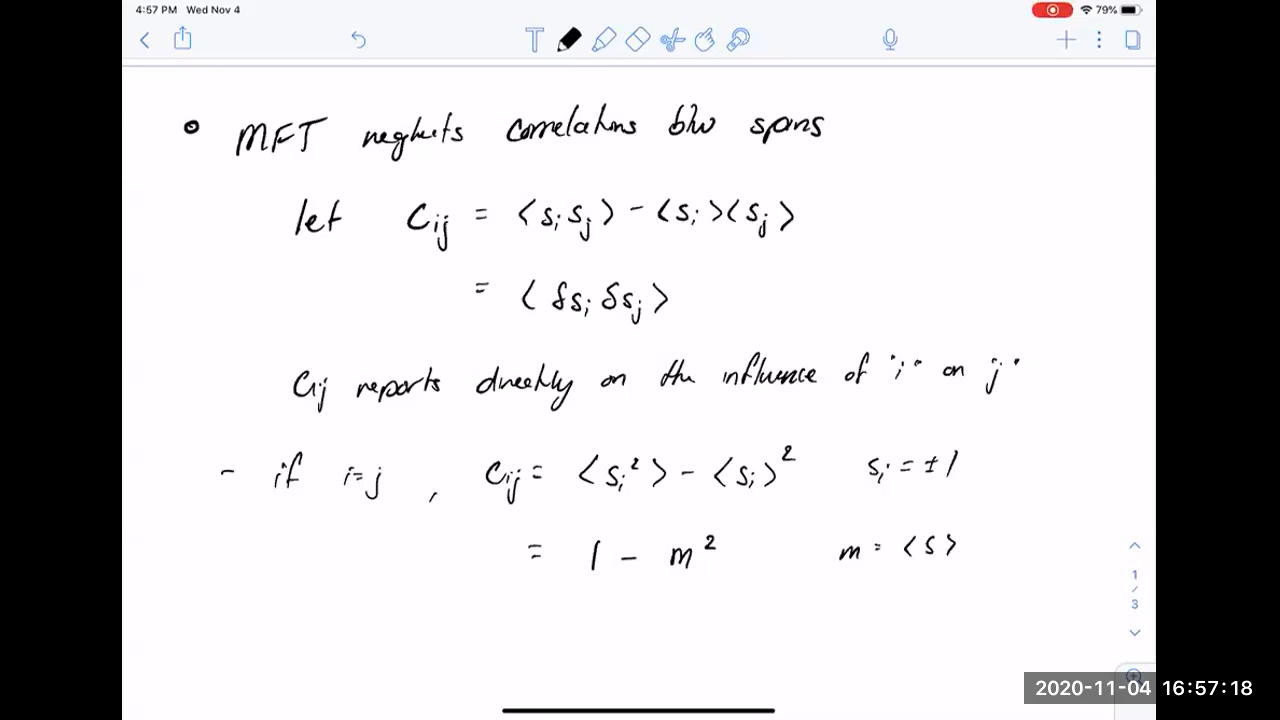 4:57 PM Wed Nov 4
79%
• MFT neglects correlations b/w spins
let Cij = <si sj> - <si><sj>
= <δsi δsj>
Cij reports directly on the influence of "i" on j"
- if i=j , Cij = <si²> - <si>² si = ±1
= 1 - m² m = <s>
1
/
3
2020-11-04 16:57:18